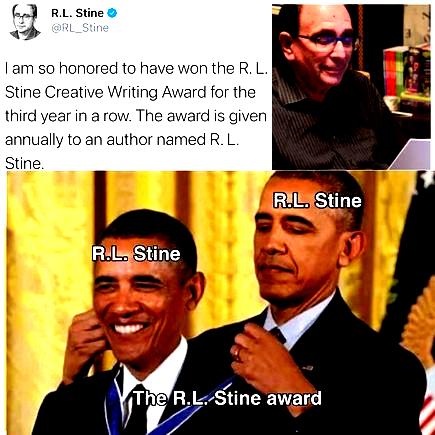 R.L. Stine
@RL_Stine
I am so honored to have won the R. L.
Stine Creative Writing Award for the
third year in a row. The award is given
annually to an author named R. L.
Stine.
R.L. Stine
R.L. Stine
The R.L. Stine award